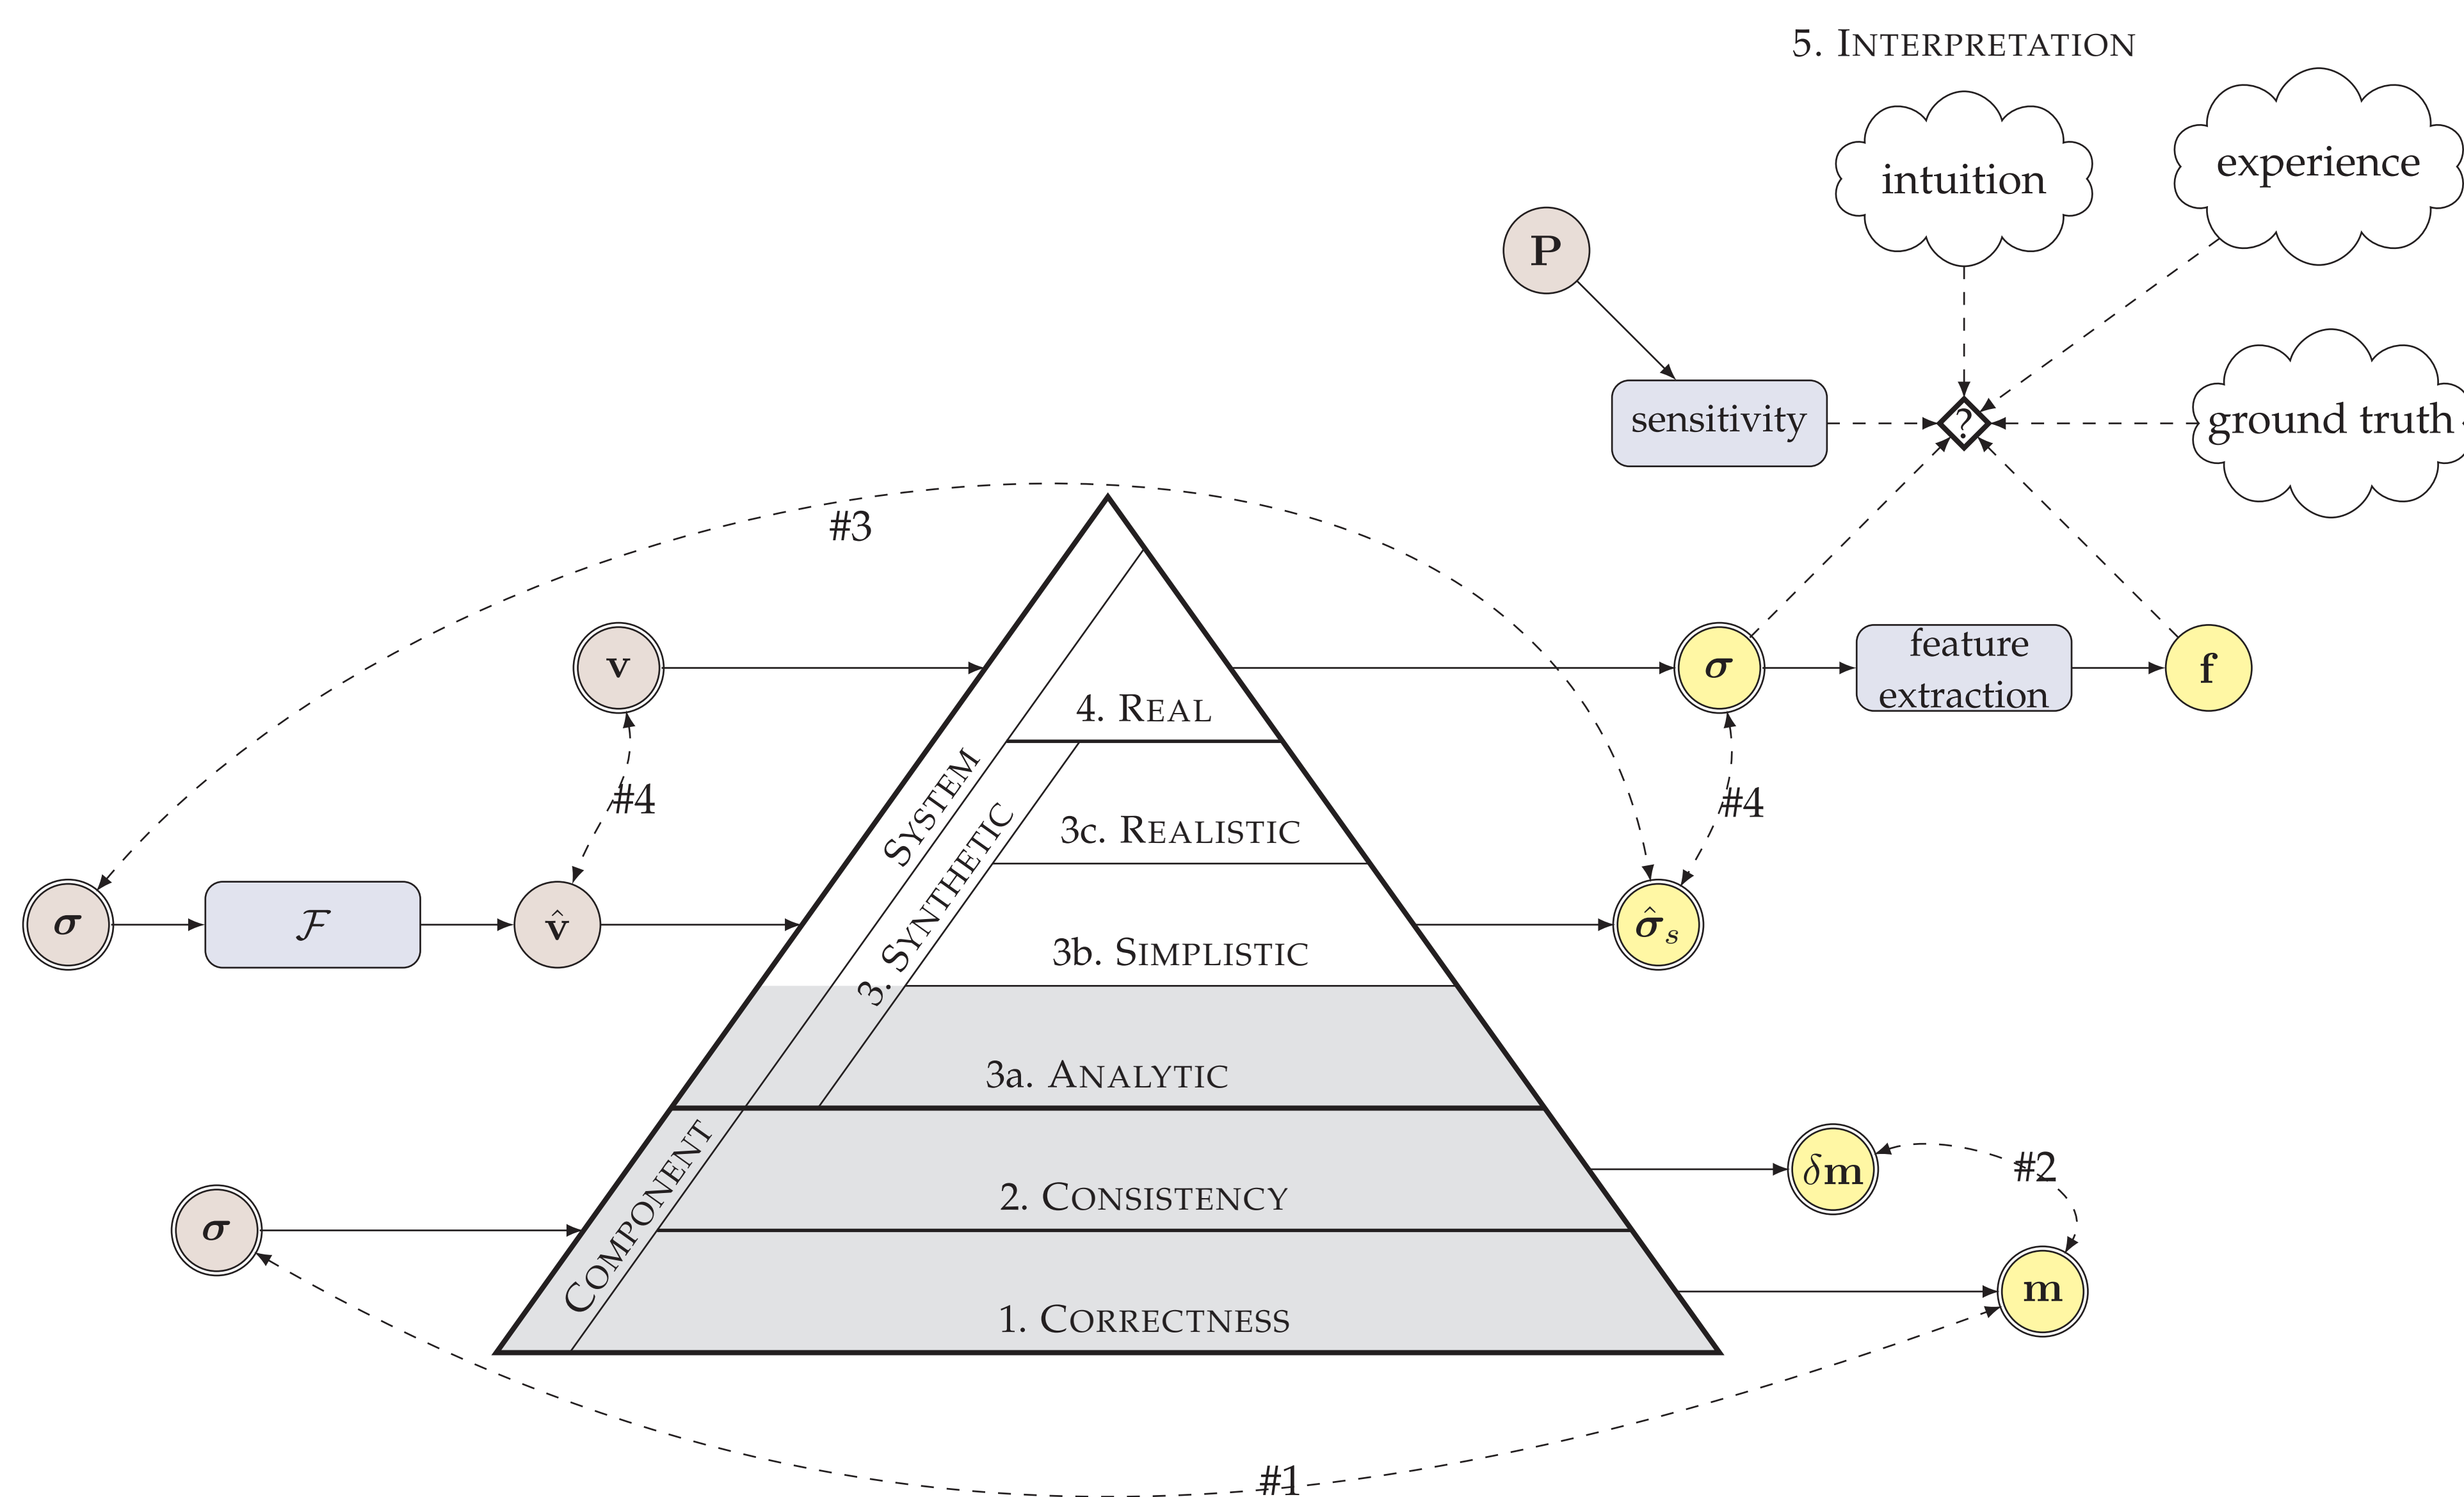 5. INTERPRETATION
intuition
experience
P
sensitivity
?
ground truth
#3
v
σ
feature
extraction
f
4. REAL
SYSTEM
#4
#4
3c. REALISTIC
3. SYNTHETIC
σ
ℱ
v̂
3b. SIMPLISTIC
σ̂s
3a. ANALYTIC
COMPONENT
δm
#2
2. CONSISTENCY
σ
m
1. CORRECTNESS
#1